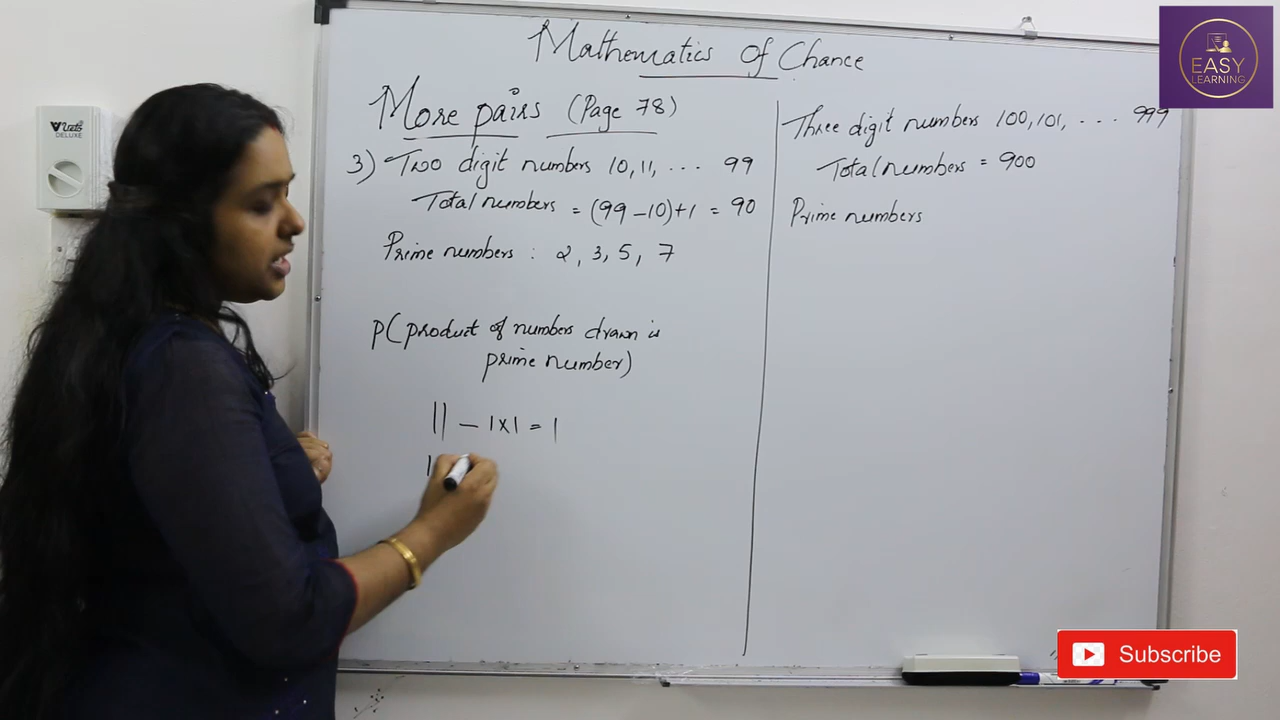 Mathematics Of Chance
More pairs (Page 78)
3) Two digit numbers 10, 11, ... 99
Total numbers = (99 - 10) + 1 = 90
Prime numbers : 2, 3, 5, 7
P(product of numbers drawn is
prime number)
11 - 1×1 = 1
1
Three digit numbers 100, 101, ... 999
Total numbers = 900
Prime numbers
EASY
LEARNING
DELUXE
Subscribe